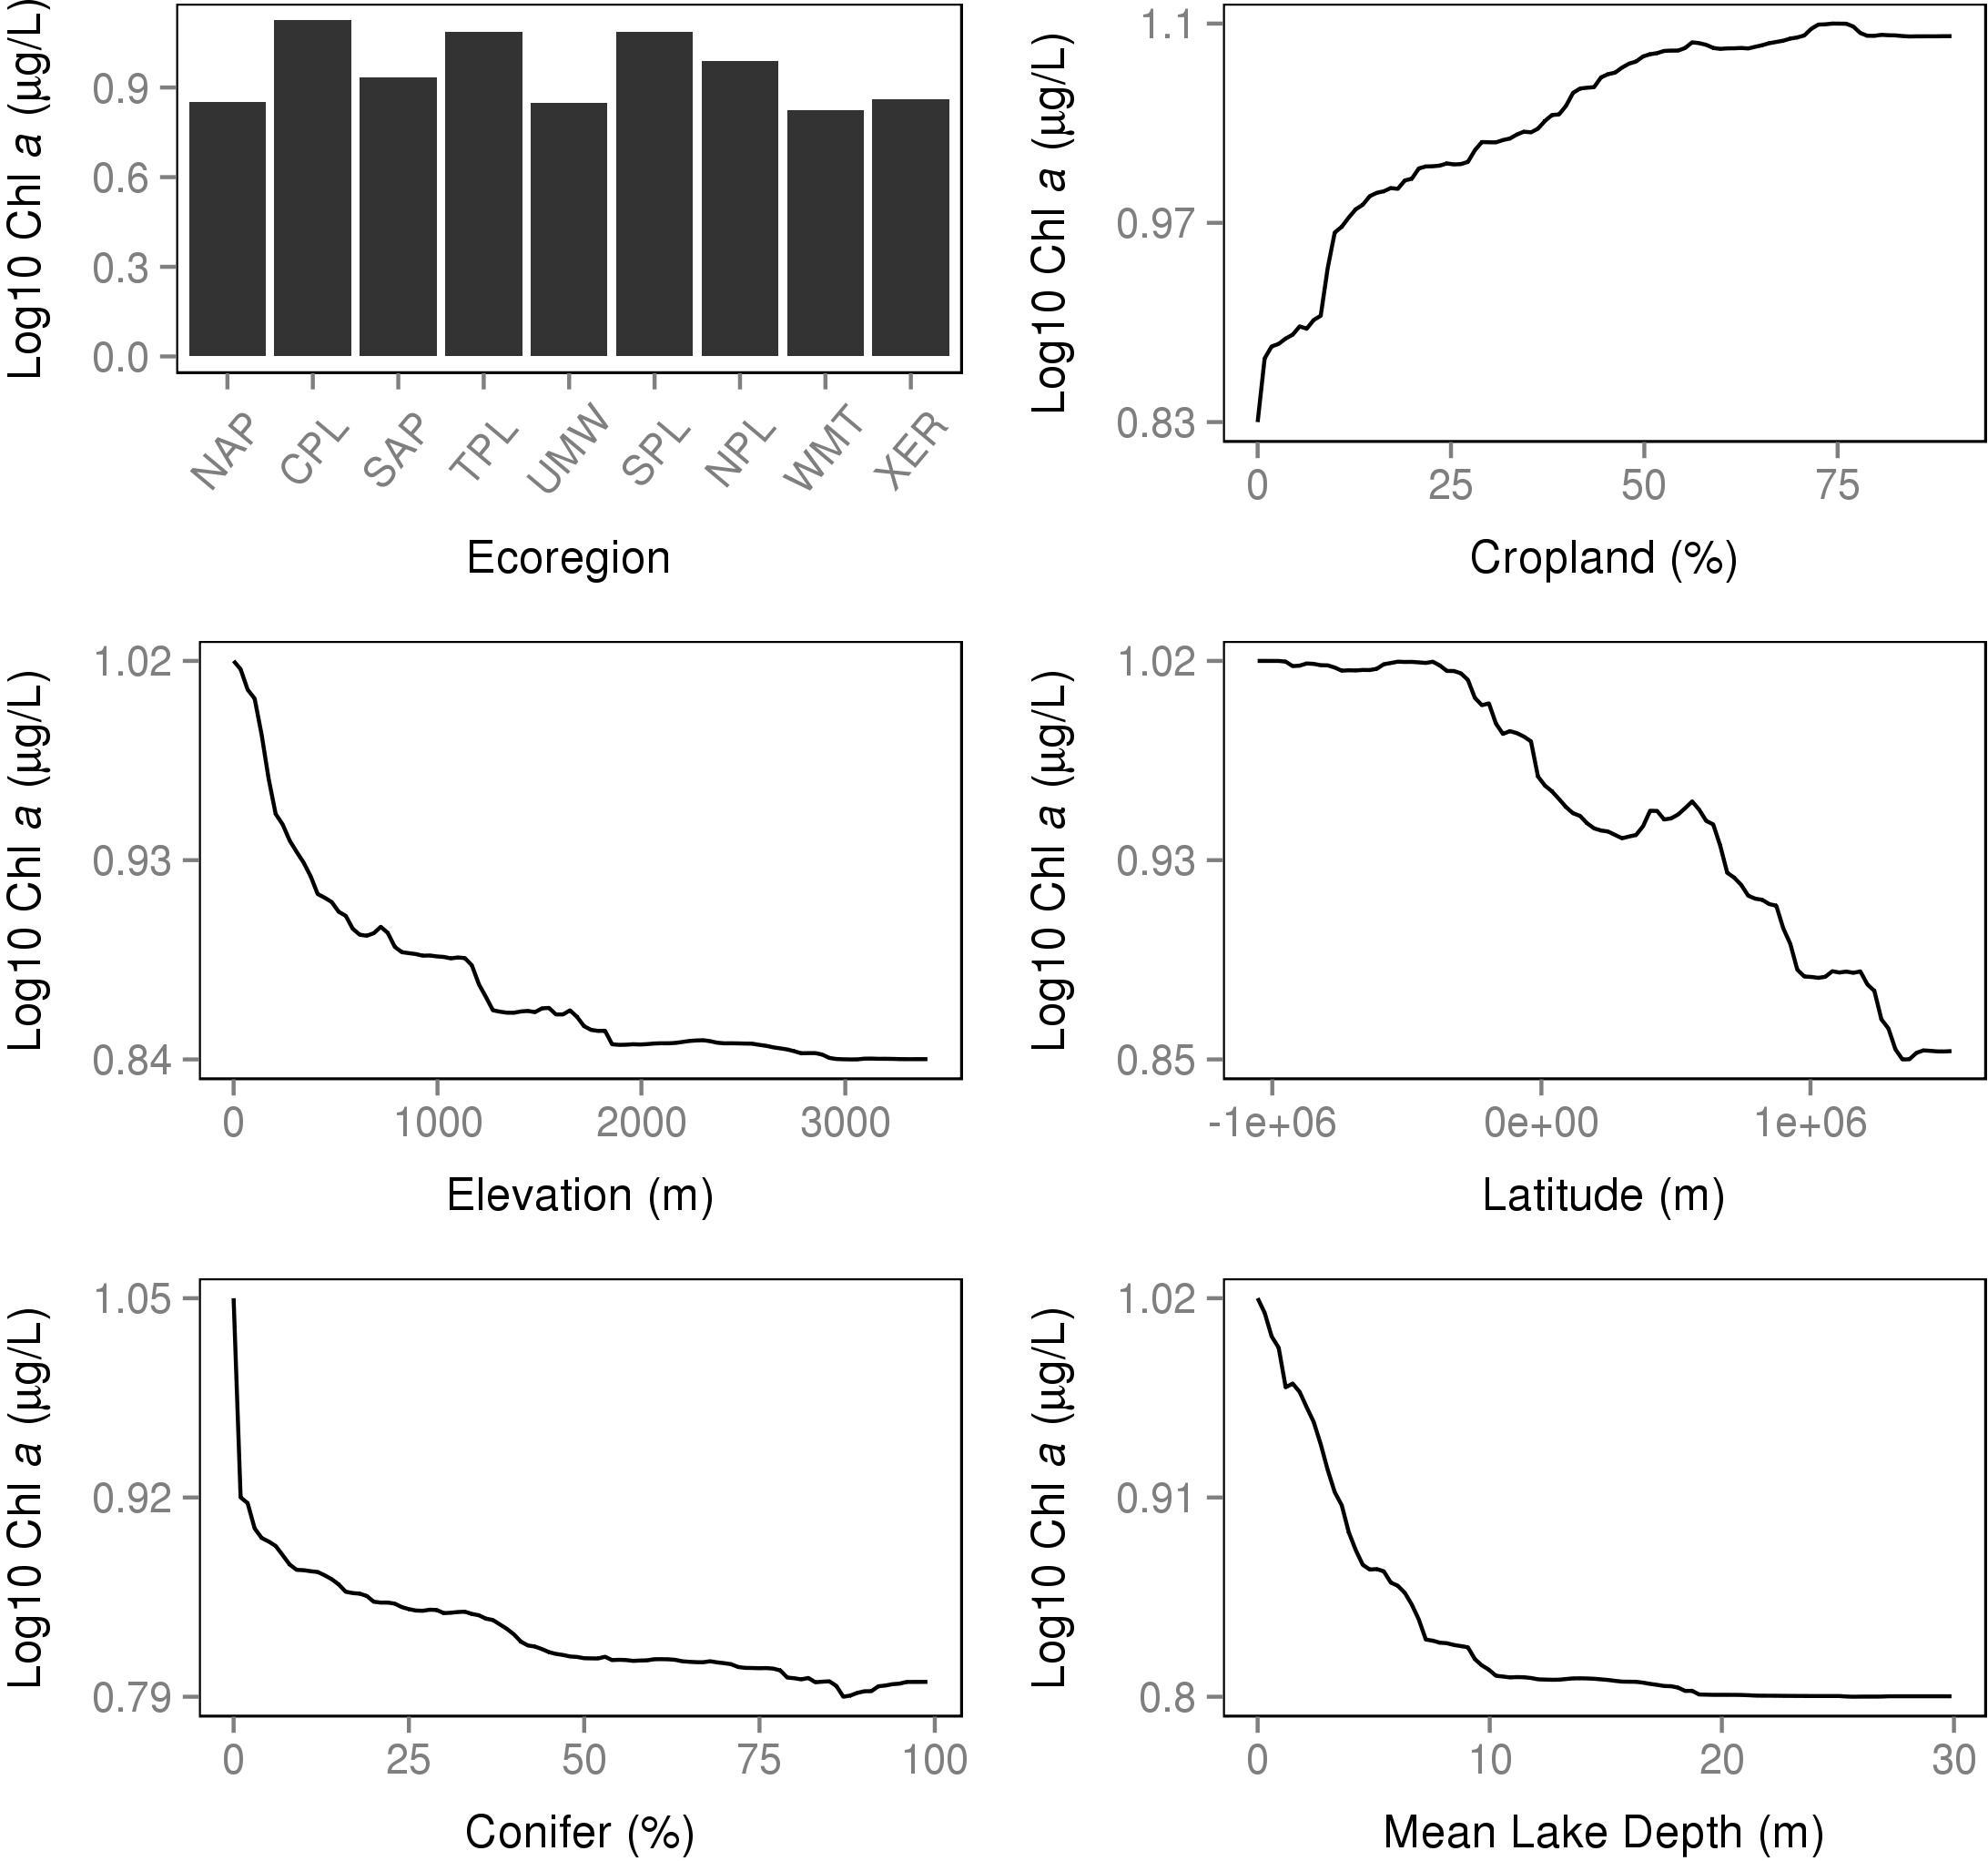 Log10 Chl a (µg/L)
0.9
0.6
0.3
0.0
NAP
CPL
SAP
TPL
UMW
SPL
NPL
WMT
XER
Ecoregion
Log10 Chl a (µg/L)
1.1
0.97
0.83
0
25
50
75
Cropland (%)
Log10 Chl a (µg/L)
1.02
0.93
0.84
0
1000
2000
3000
Elevation (m)
Log10 Chl a (µg/L)
1.02
0.93
0.85
-1e+06
0e+00
1e+06
Latitude (m)
Log10 Chl a (µg/L)
1.05
0.92
0.79
0
25
50
75
100
Conifer (%)
Log10 Chl a (µg/L)
1.02
0.91
0.8
0
10
20
30
Mean Lake Depth (m)